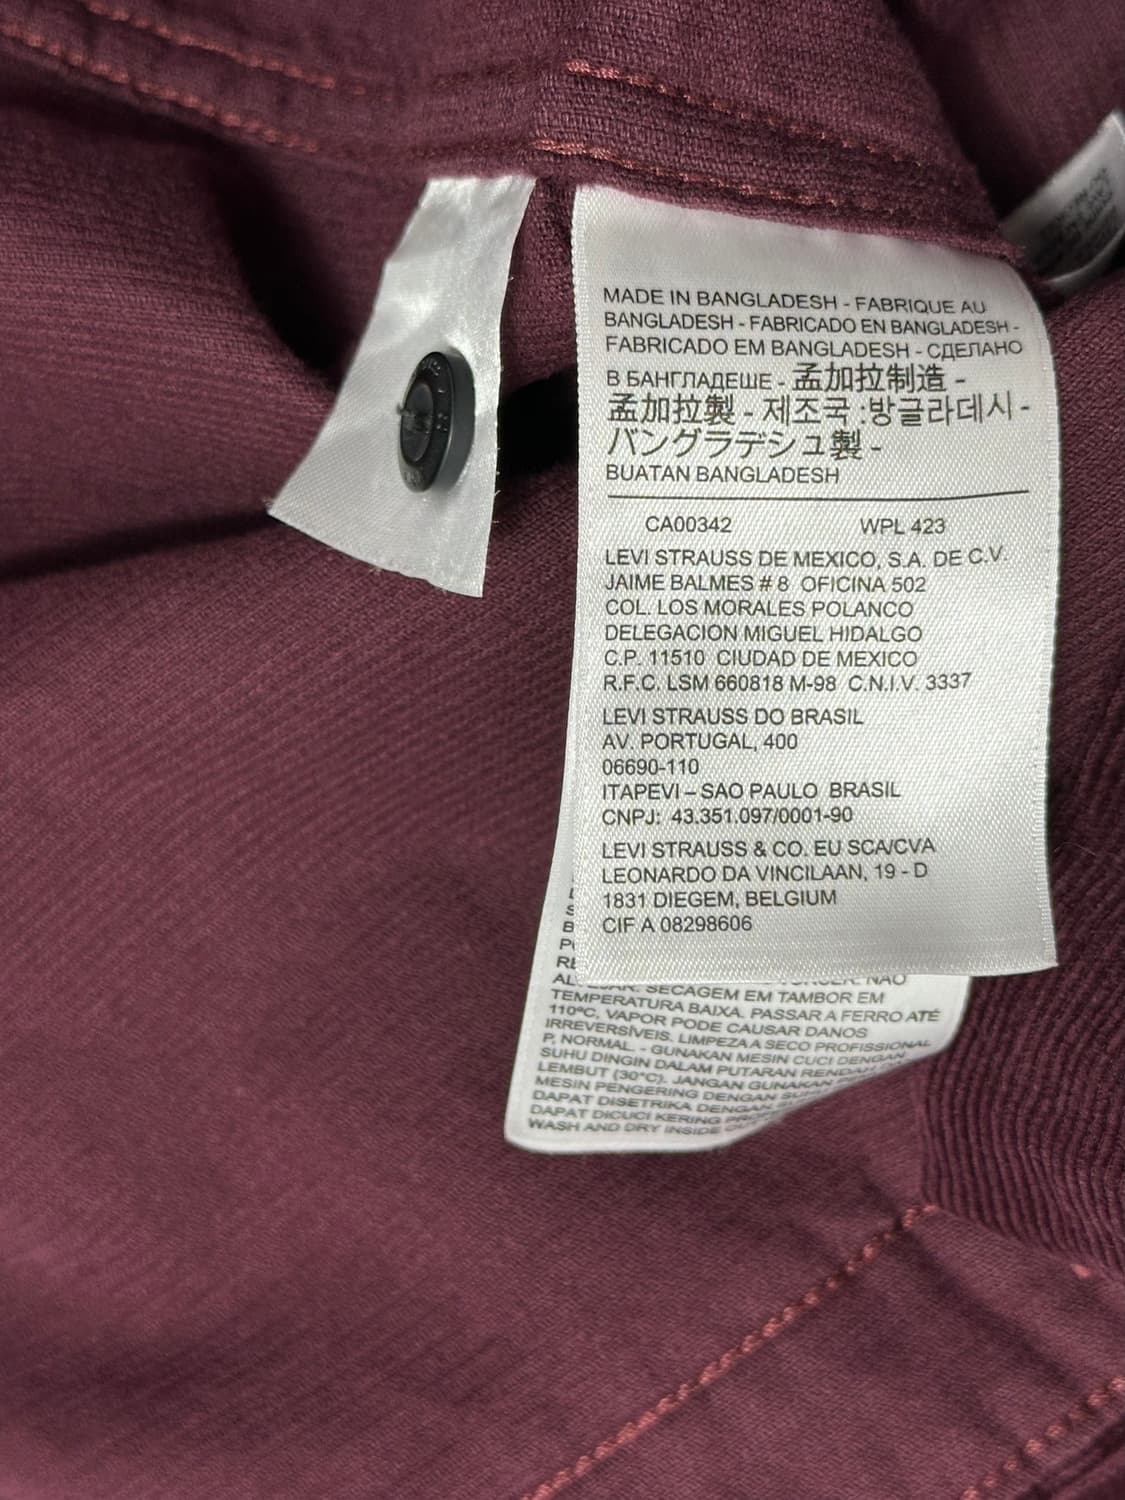 MADE IN BANGLADESH - FABRIQUE AU
BANGLADESH - FABRICADO EN BANGLADESH -
FABRICADO EM BANGLADESH - СДЕЛАНО
В БАНГЛАДЕШЕ - 孟加拉制造 -
孟加拉製 - 제조국 :방글라데시 -
バングラデシュ製 -
BUATAN BANGLADESH
CA00342 WPL 423
LEVI STRAUSS DE MEXICO, S.A. DE C.V.
JAIME BALMES # 8 OFICINA 502
COL. LOS MORALES POLANCO
DELEGACION MIGUEL HIDALGO
C.P. 11510 CIUDAD DE MEXICO
R.F.C. LSM 660818 M-98 C.N.I.V. 3337
LEVI STRAUSS DO BRASIL
AV. PORTUGAL, 400
06690-110
ITAPEVI – SAO PAULO BRASIL
CNPJ: 43.351.097/0001-90
LEVI STRAUSS & CO. EU SCA/CVA
LEONARDO DA VINCILAAN, 19 - D
1831 DIEGEM, BELGIUM
CIF A 08298606
NAO
SECAGEM EM TAMBOR EM
TEMPERATURA BAIXA. PASSAR A FERRO ATÉ
110ºC, VAPOR PODE CAUSAR DANOS
IRREVERSÍVEIS. LIMPEZA A SECO PROFISSIONAL
P, NORMAL. - GUNAKAN MESIN CUCI DENGAN
SUHU DINGIN DALAM PUTARAN
LEMBUT (30°C). JANGAN GUNAKAN
MESIN PENGERING DENGAN
DAPAT DISETRIKA DENGAN
DAPAT DICUCI KERING
WASH AND DRY INSIDE